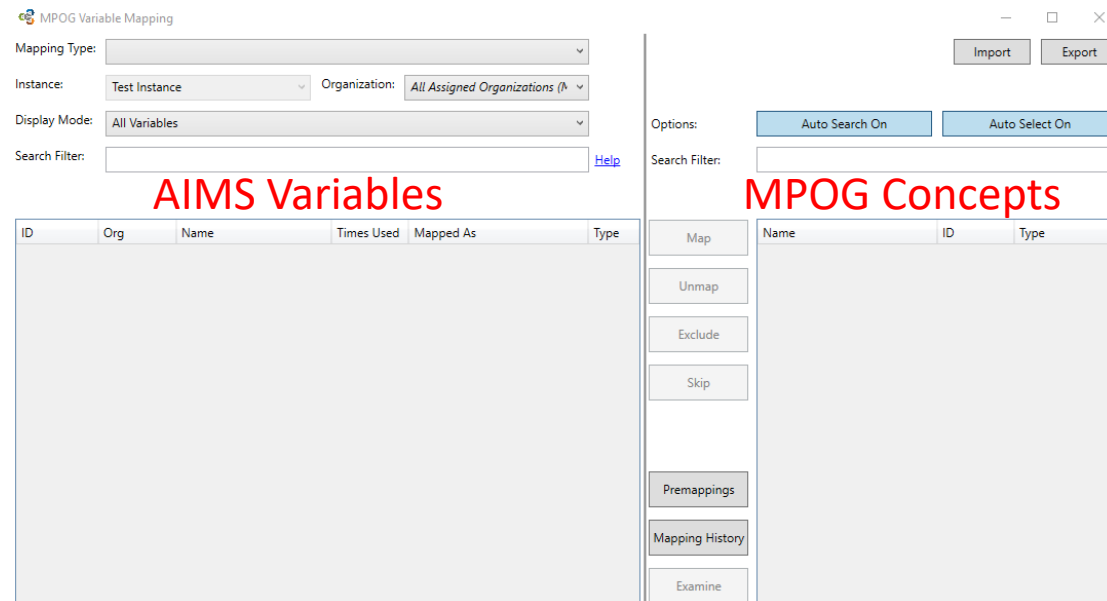 MPOG Variable Mapping
Mapping Type:
Import Export
Instance: Test Instance Organization: All Assigned Organizations (M
Display Mode: All Variables
Options: Auto Search On Auto Select On
Search Filter: Help Search Filter:
AIMS Variables MPOG Concepts
ID Org Name Times Used Mapped As Type Name ID Type
Map
Unmap
Exclude
Skip
Premappings
Mapping History
Examine